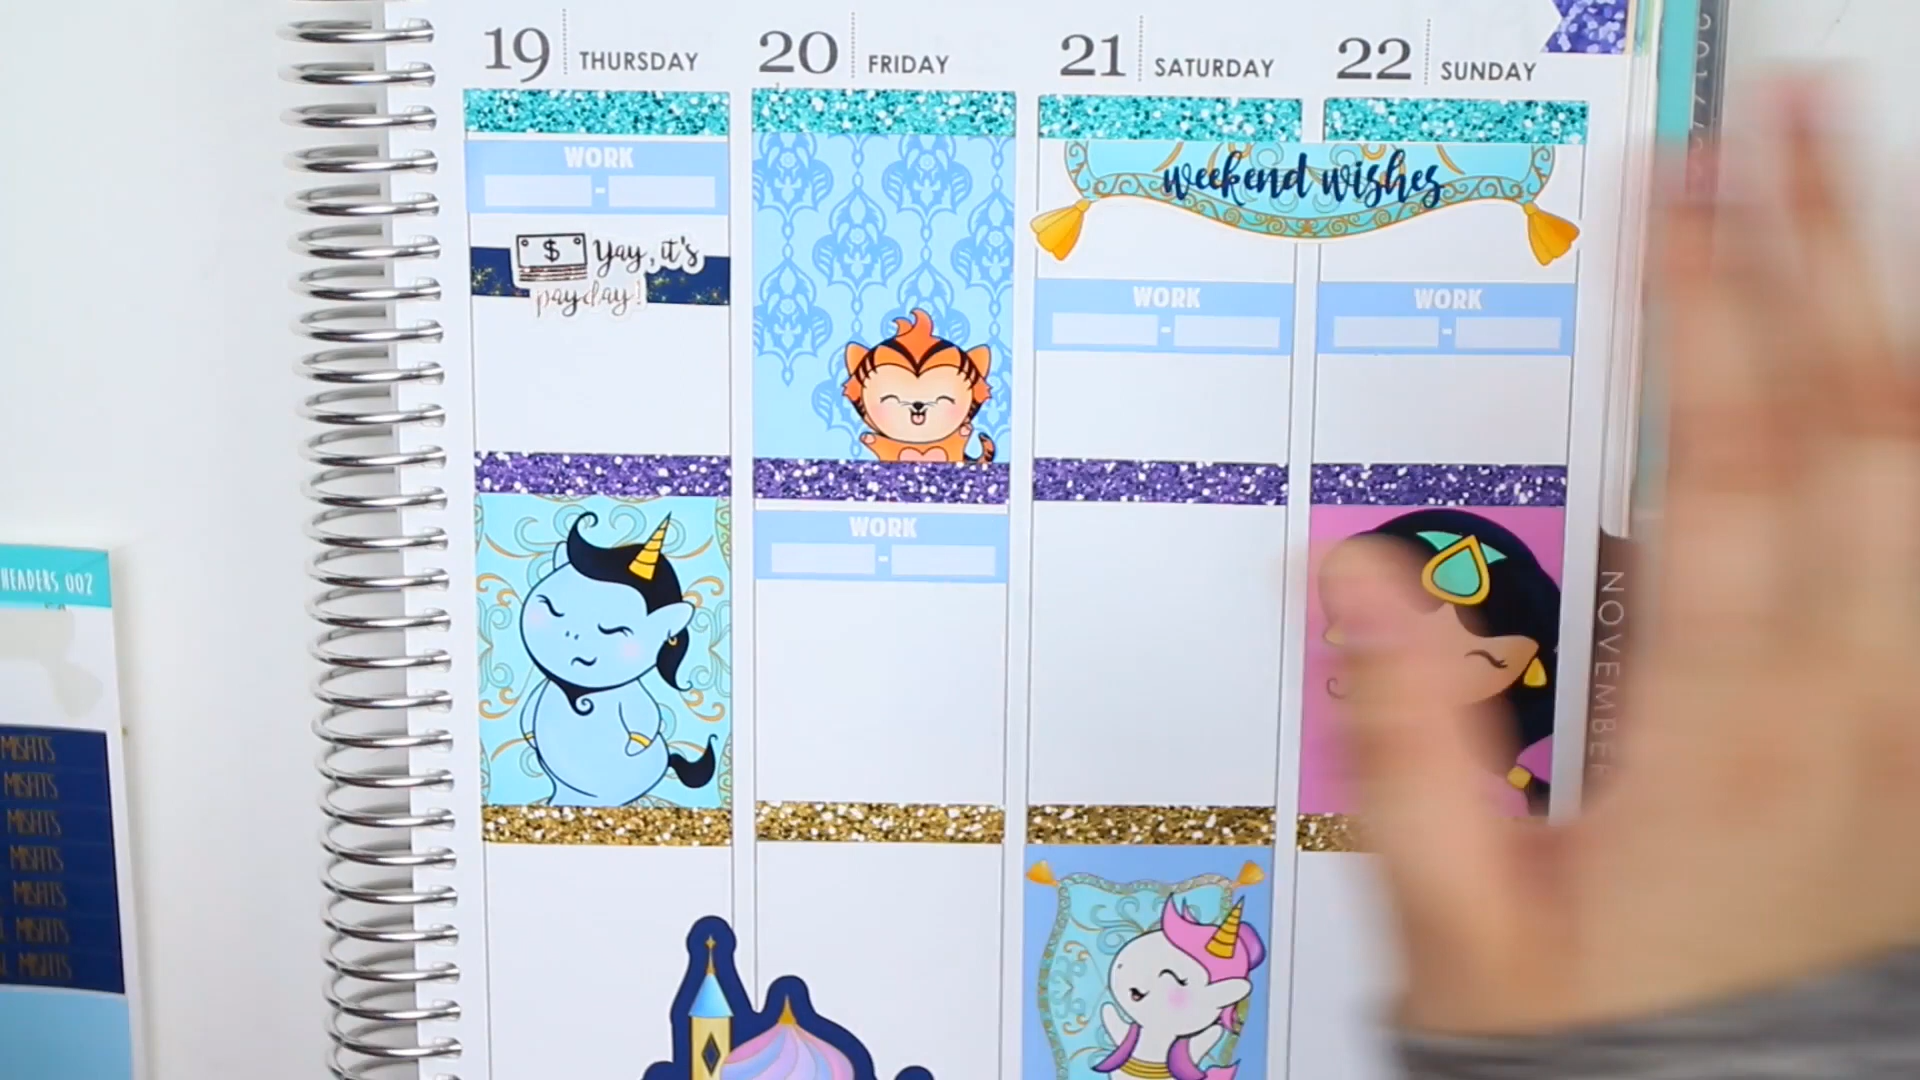 19 THURSDAY
20 FRIDAY
21 SATURDAY
22 SUNDAY
WORK
-
Yay, it's
payday!
$
weekend wishes
WORK
-
WORK
-
WORK
-
NOVEMBER
HEADERS 002
MISFITS
MISFITS
MISFITS
MISFITS
MISFITS
MISFITS
MISFITS